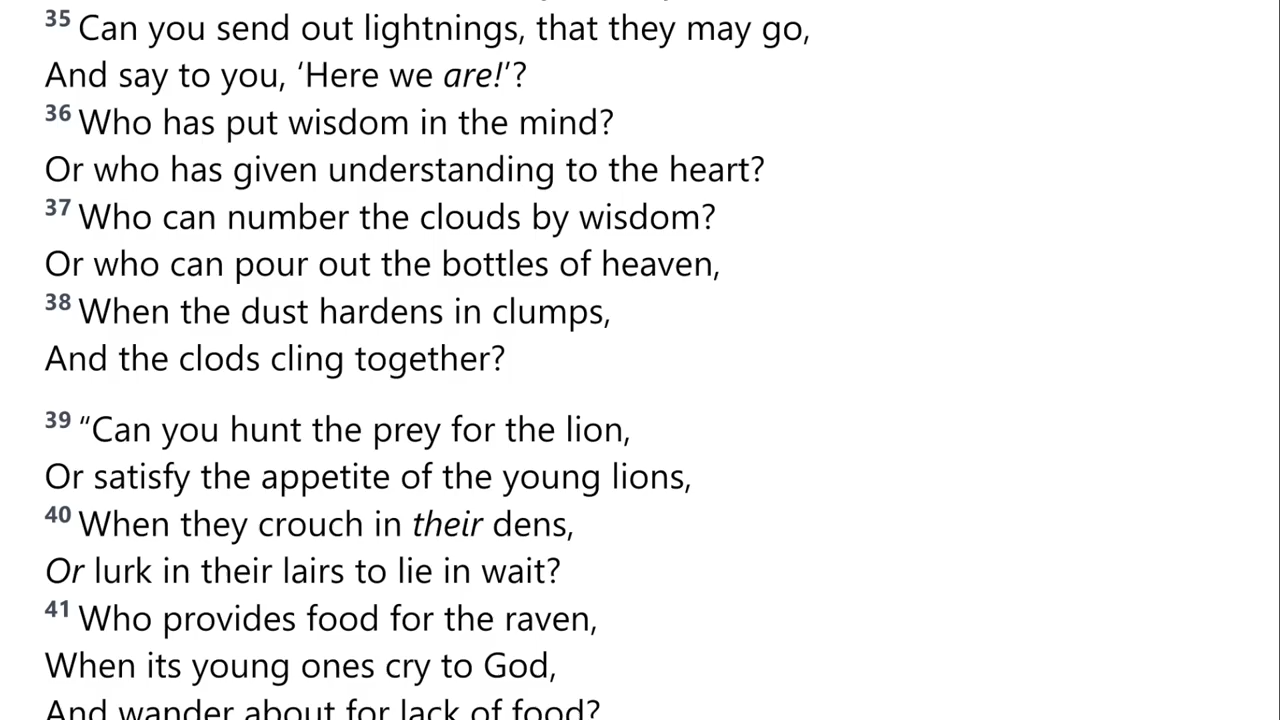 35 Can you send out lightnings, that they may go,
And say to you, ‘Here we are!’?
36 Who has put wisdom in the mind?
Or who has given understanding to the heart?
37 Who can number the clouds by wisdom?
Or who can pour out the bottles of heaven,
38 When the dust hardens in clumps,
And the clods cling together?
39 “Can you hunt the prey for the lion,
Or satisfy the appetite of the young lions,
40 When they crouch in their dens,
Or lurk in their lairs to lie in wait?
41 Who provides food for the raven,
When its young ones cry to God,
And wander about for lack of food?